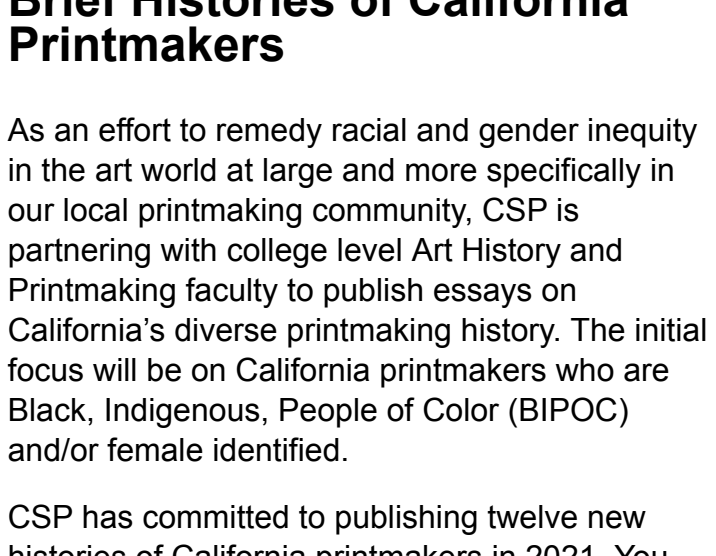 Brief Histories of California
Printmakers
As an effort to remedy racial and gender inequity
in the art world at large and more specifically in
our local printmaking community, CSP is
partnering with college level Art History and
Printmaking faculty to publish essays on
California’s diverse printmaking history. The initial
focus will be on California printmakers who are
Black, Indigenous, People of Color (BIPOC)
and/or female identified.
CSP has committed to publishing twelve new
histories of California printmakers in 2021. You